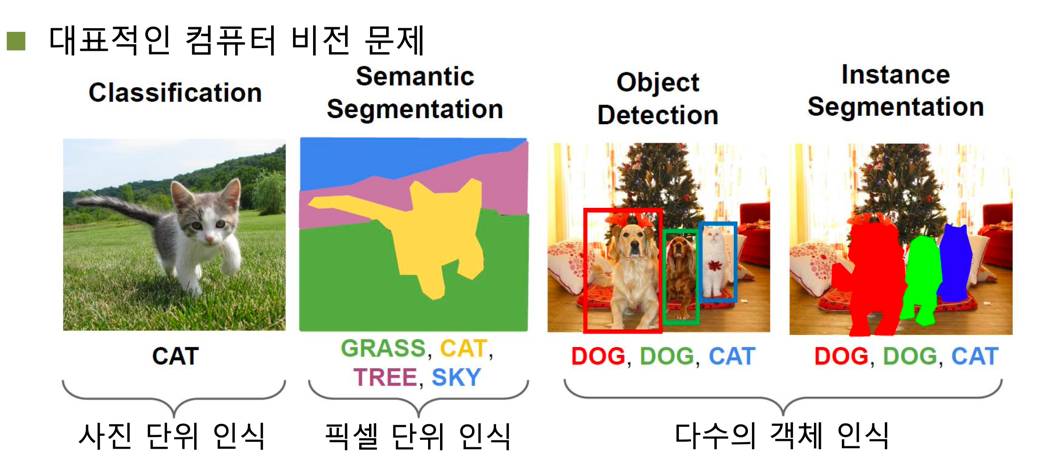 대표적인 컴퓨터 비전 문제
Classification
Semantic
Segmentation
Object
Detection
Instance
Segmentation
CAT
GRASS, CAT,
TREE, SKY
DOG, DOG, CAT
DOG, DOG, CAT
사진 단위 인식
픽셀 단위 인식
다수의 객체 인식